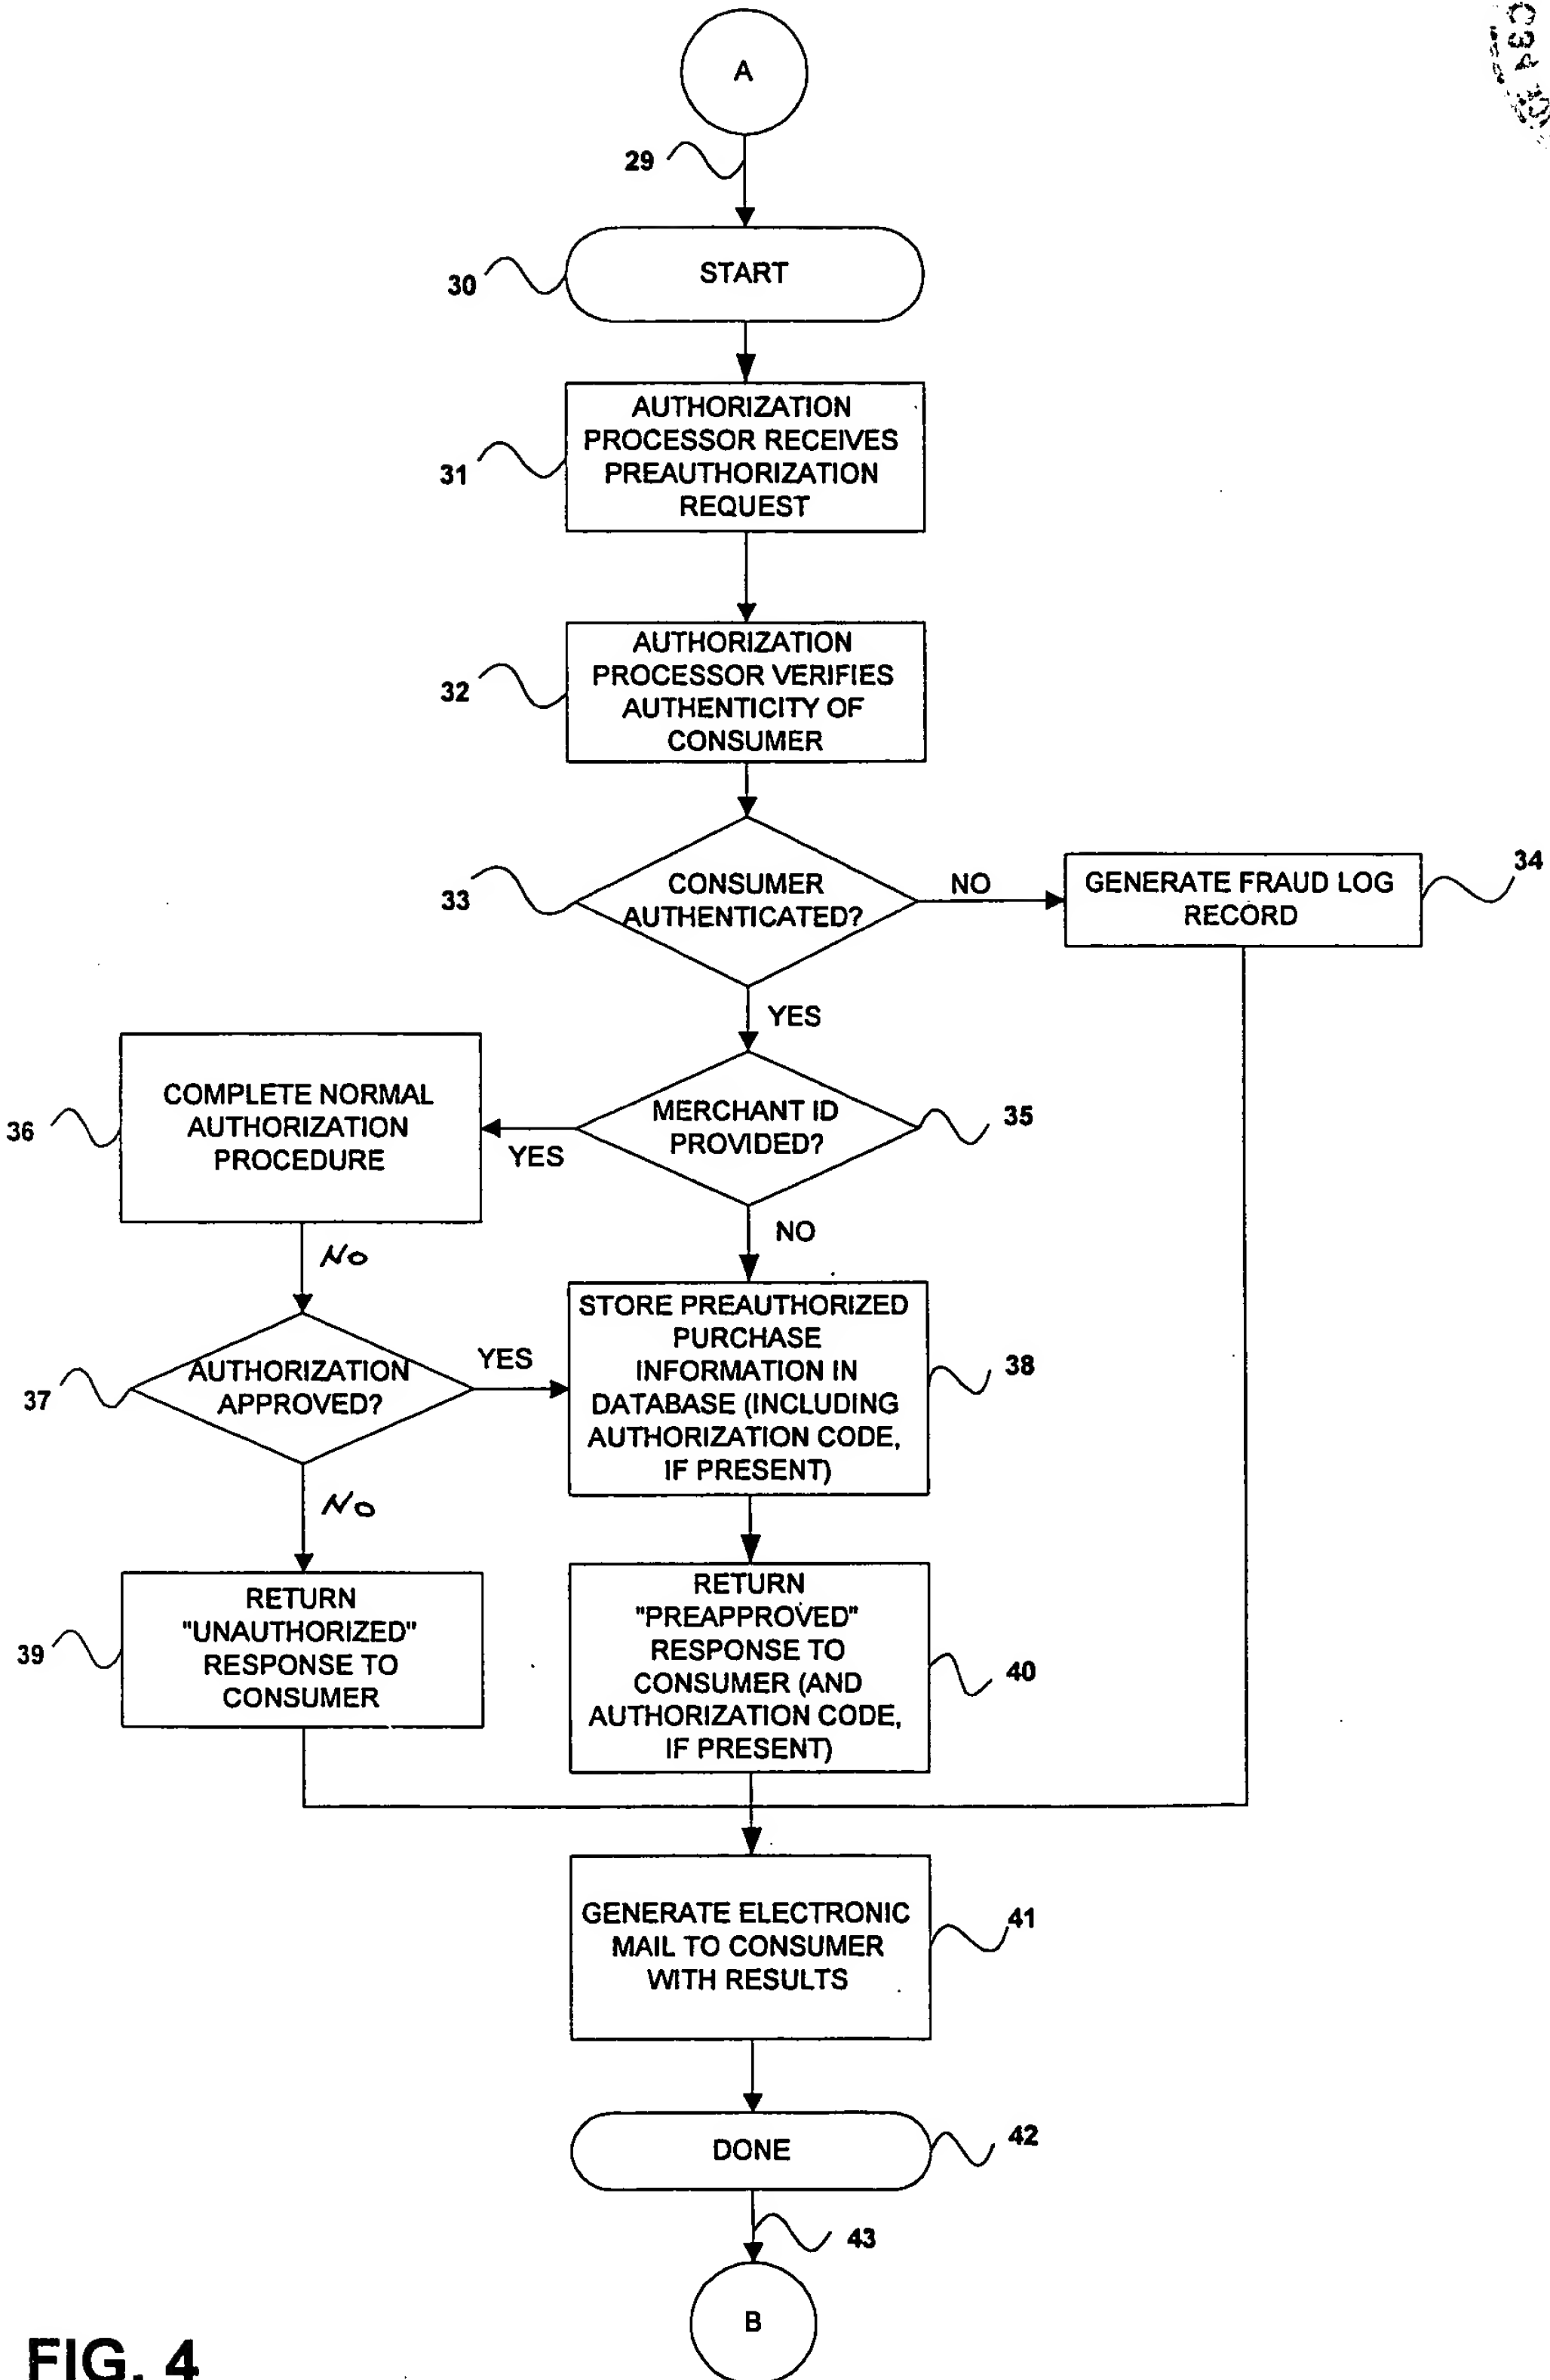 A
29
START
30
AUTHORIZATION
PROCESSOR RECEIVES
PREAUTHORIZATION
REQUEST
31
AUTHORIZATION
PROCESSOR VERIFIES
AUTHENTICITY OF
CONSUMER
32
CONSUMER
AUTHENTICATED?
33
NO
GENERATE FRAUD LOG
RECORD
34
YES
COMPLETE NORMAL
AUTHORIZATION
PROCEDURE
36
YES
MERCHANT ID
PROVIDED?
35
No
NO
AUTHORIZATION
APPROVED?
37
YES
STORE PREAUTHORIZED
PURCHASE
INFORMATION IN
DATABASE (INCLUDING
AUTHORIZATION CODE,
IF PRESENT)
38
No
RETURN
"UNAUTHORIZED"
RESPONSE TO
CONSUMER
39
RETURN
"PREAPPROVED"
RESPONSE TO
CONSUMER (AND
AUTHORIZATION CODE,
IF PRESENT)
40
GENERATE ELECTRONIC
MAIL TO CONSUMER
WITH RESULTS
41
DONE
42
43
B
FIG. 4